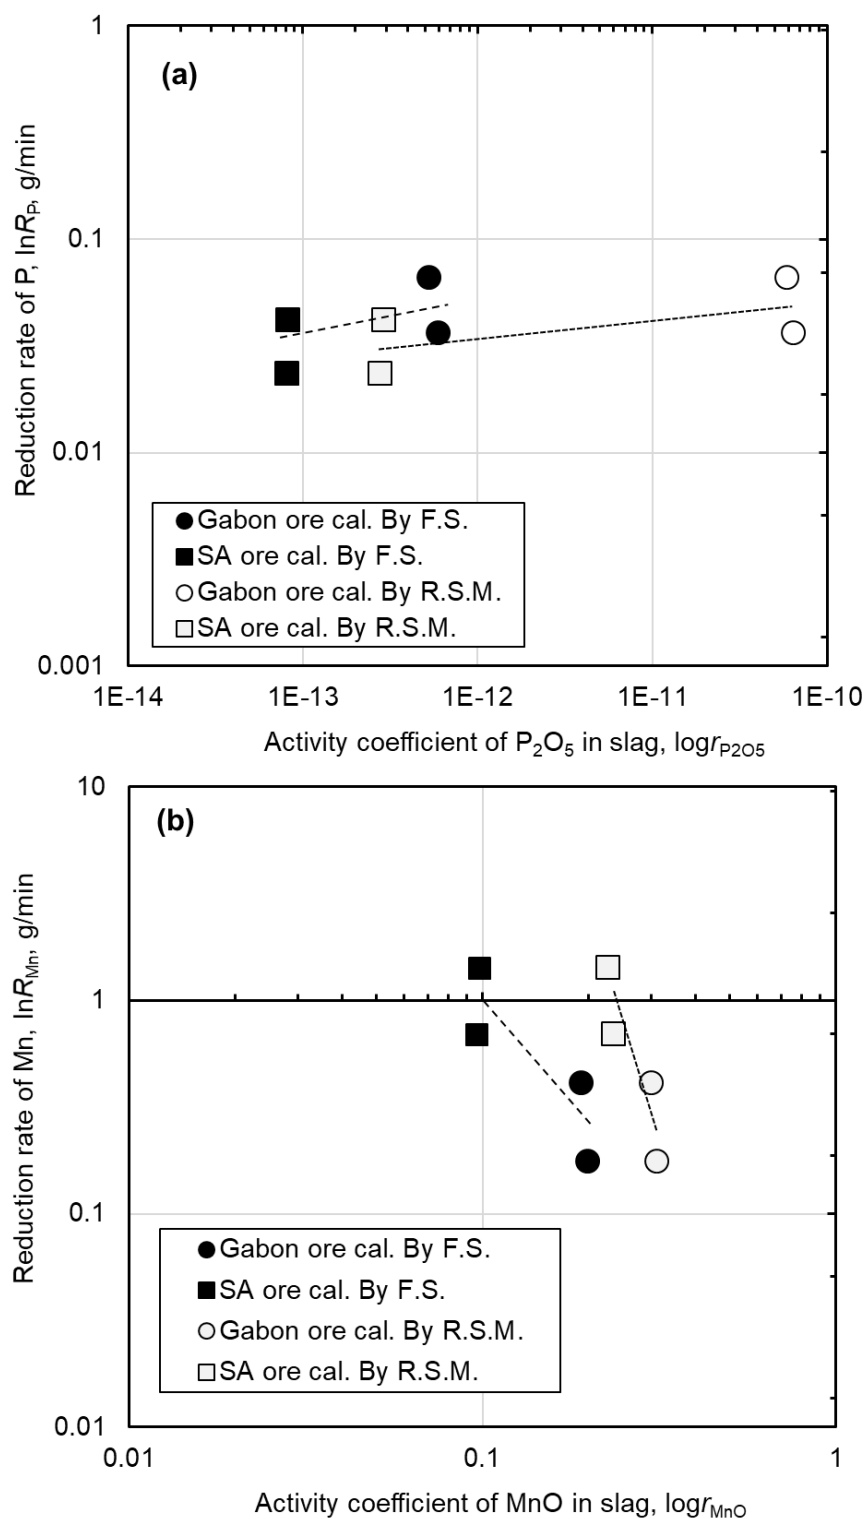 1
(a)
0.1
0.01
0.001
Reduction rate of P, lnRP, g/min
Gabon ore cal. By F.S.
SA ore cal. By F.S.
Gabon ore cal. By R.S.M.
SA ore cal. By R.S.M.
1E-14 1E-13 1E-12 1E-11 1E-10
Activity coefficient of P2O5 in slag, logrP2O5
10
(b)
1
0.1
0.01
Reduction rate of Mn, lnRMn, g/min
Gabon ore cal. By F.S.
SA ore cal. By F.S.
Gabon ore cal. By R.S.M.
SA ore cal. By R.S.M.
0.01 0.1 1
Activity coefficient of MnO in slag, logrMnO